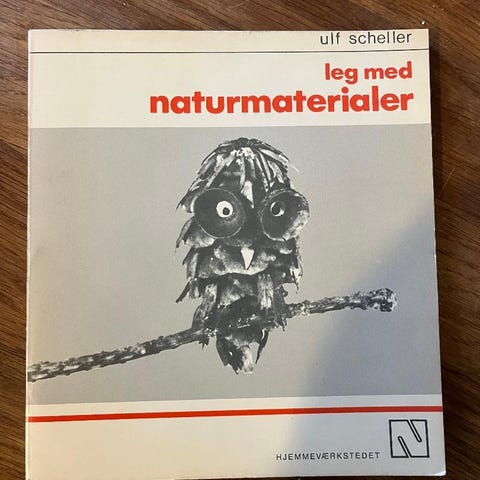 ulf scheller
leg med
naturmaterialer
HJEMMEVÆRKSTEDET